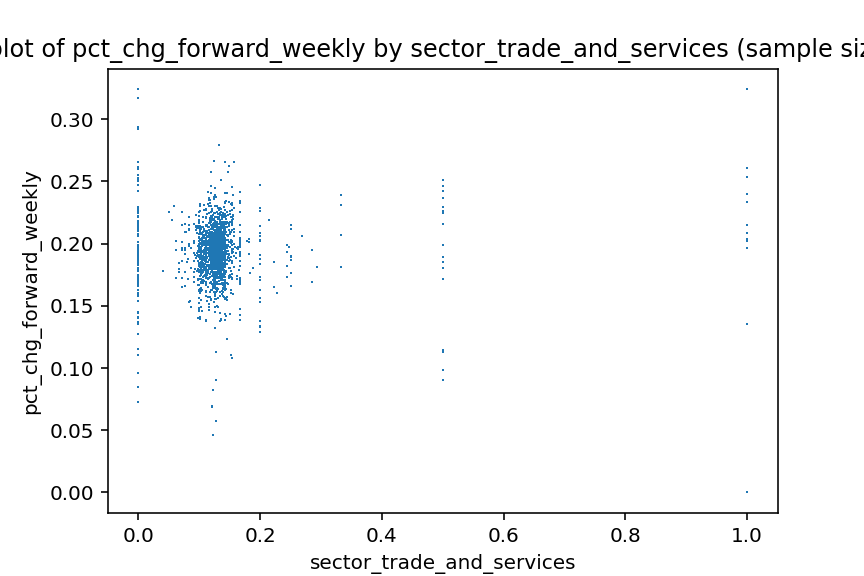 plot of pct_chg_forward_weekly by sector_trade_and_services (sample
0.30
0.25
0.20
0.15
0.10
0.05
0.00
pct_chg_forward_weekly
0.0 0.2 0.4 0.6 0.8 1.0
sector_trade_and_services